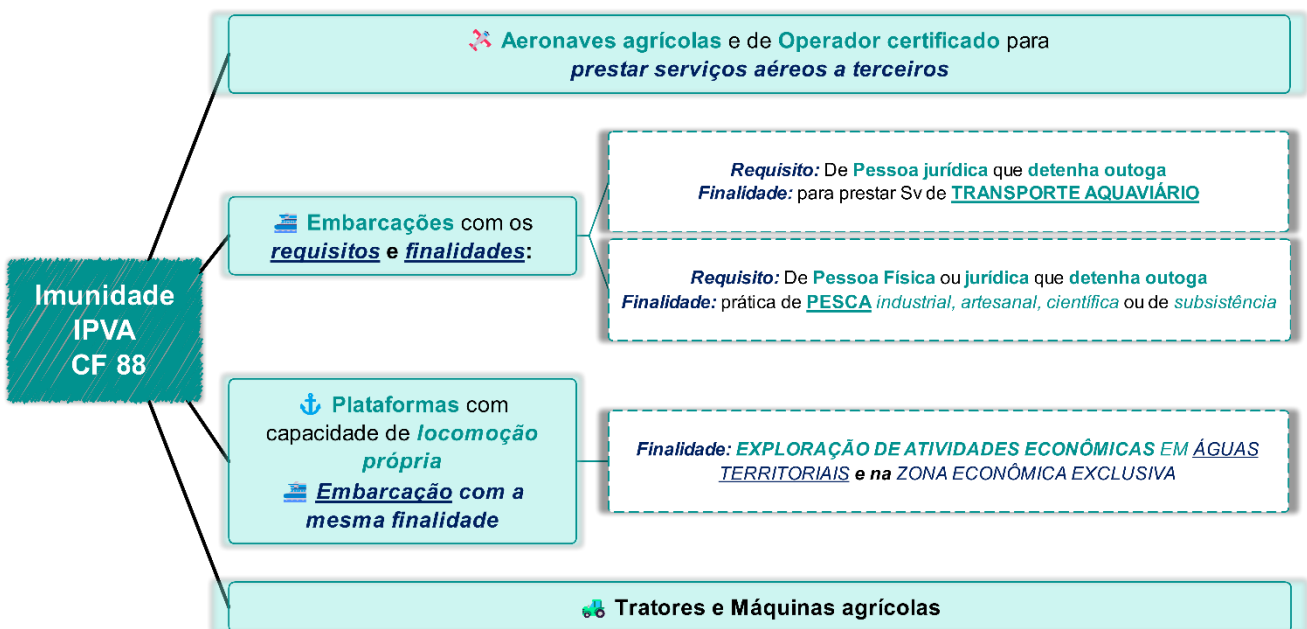 Aeronaves agrícolas e de Operador certificado para
prestar serviços aéreos a terceiros
Requisito: De Pessoa jurídica que detenha outoga
Finalidade: para prestar Sv de TRANSPORTE AQUAVIÁRIO
Embarcações com os
requisitos e finalidades:
Requisito: De Pessoa Física ou jurídica que detenha outoga
Finalidade: prática de PESCA industrial, artesanal, científica ou de subsistência
Imunidade
IPVA
CF 88
Plataformas com
capacidade de locomoção
própria
Embarcação com a
mesma finalidade
Finalidade: EXPLORAÇÃO DE ATIVIDADES ECONÔMICAS EM ÁGUAS
TERRITORIAIS e na ZONA ECONÔMICA EXCLUSIVA
Tratores e Máquinas agrícolas